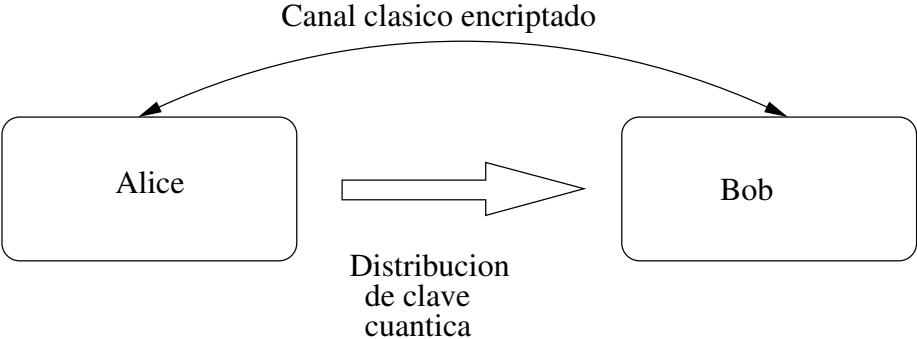 Canal clasico encriptado
Alice
Bob
Distribucion
de clave
cuantica